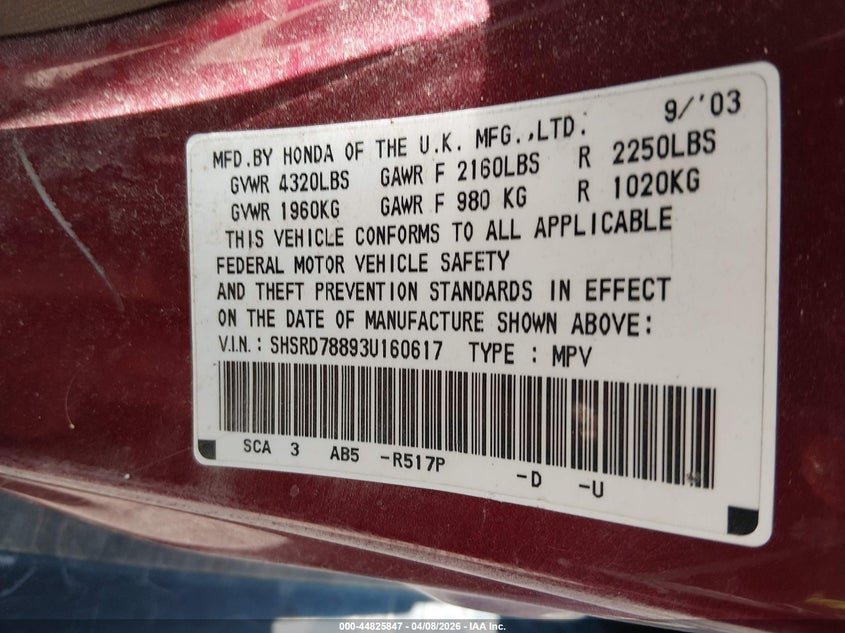 9/'03
MFD.BY HONDA OF THE U.K. MFG.,LTD.
GVWR 4320LBS GAWR F 2160LBS R 2250LBS
GVWR 1960KG GAWR F 980 KG R 1020KG
THIS VEHICLE CONFORMS TO ALL APPLICABLE
FEDERAL MOTOR VEHICLE SAFETY
AND THEFT PREVENTION STANDARDS IN EFFECT
ON THE DATE OF MANUFACTURE SHOWN ABOVE:
V.I.N.: SHSRD78893U160617 TYPE : MPV
SCA 3 AB5 -R517P -D -U
000-44825847 - 04/08/2026 - IAA Inc.